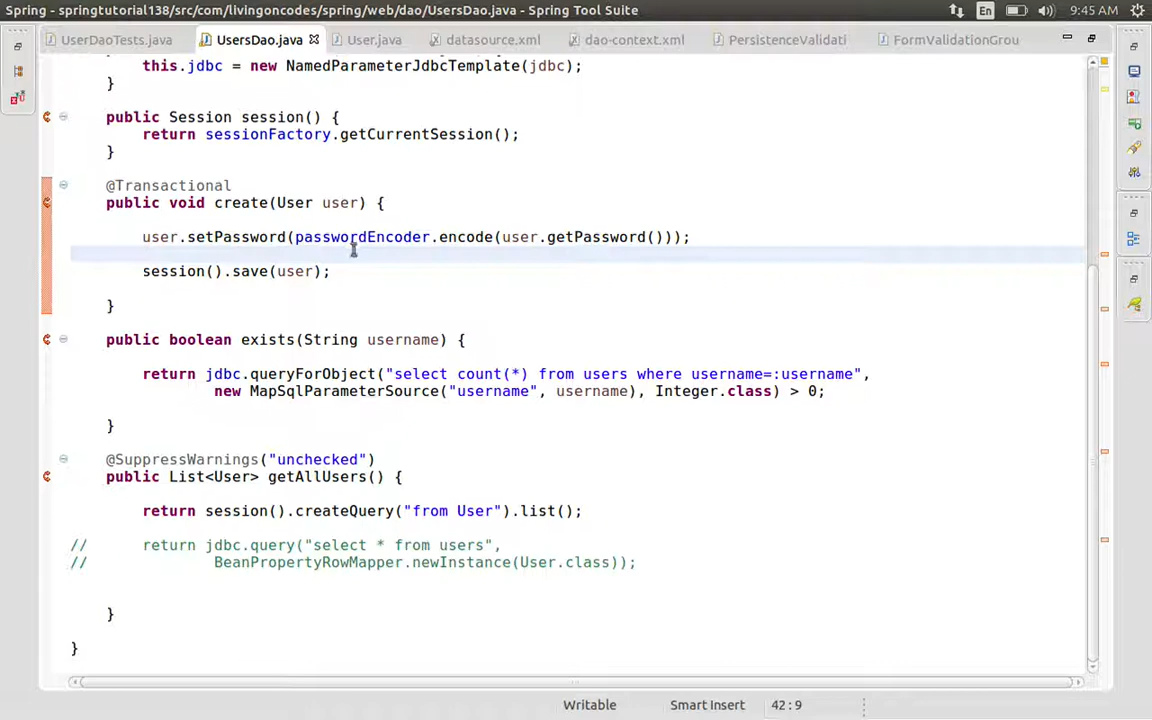 Spring - springtutorial138/src/com/livingoncodes/spring/web/dao/UsersDao.java - Spring Tool Suite
En
9:45 AM
UserDaoTests.java
UsersDao.java
User.java
datasource.xml
dao-context.xml
PersistenceValidati
FormValidationGrou
this.jdbc = new NamedParameterJdbcTemplate(jdbc);
}
public Session session() {
return sessionFactory.getCurrentSession();
}
@Transactional
public void create(User user) {
user.setPassword(passwordEncoder.encode(user.getPassword()));
session().save(user);
}
public boolean exists(String username) {
return jdbc.queryForObject("select count(*) from users where username=:username",
new MapSqlParameterSource("username", username), Integer.class) > 0;
}
@SuppressWarnings("unchecked")
public List<User> getAllUsers() {
return session().createQuery("from User").list();
// return jdbc.query("select * from users",
// BeanPropertyRowMapper.newInstance(User.class));
}
}
Writable
Smart Insert
42 : 9